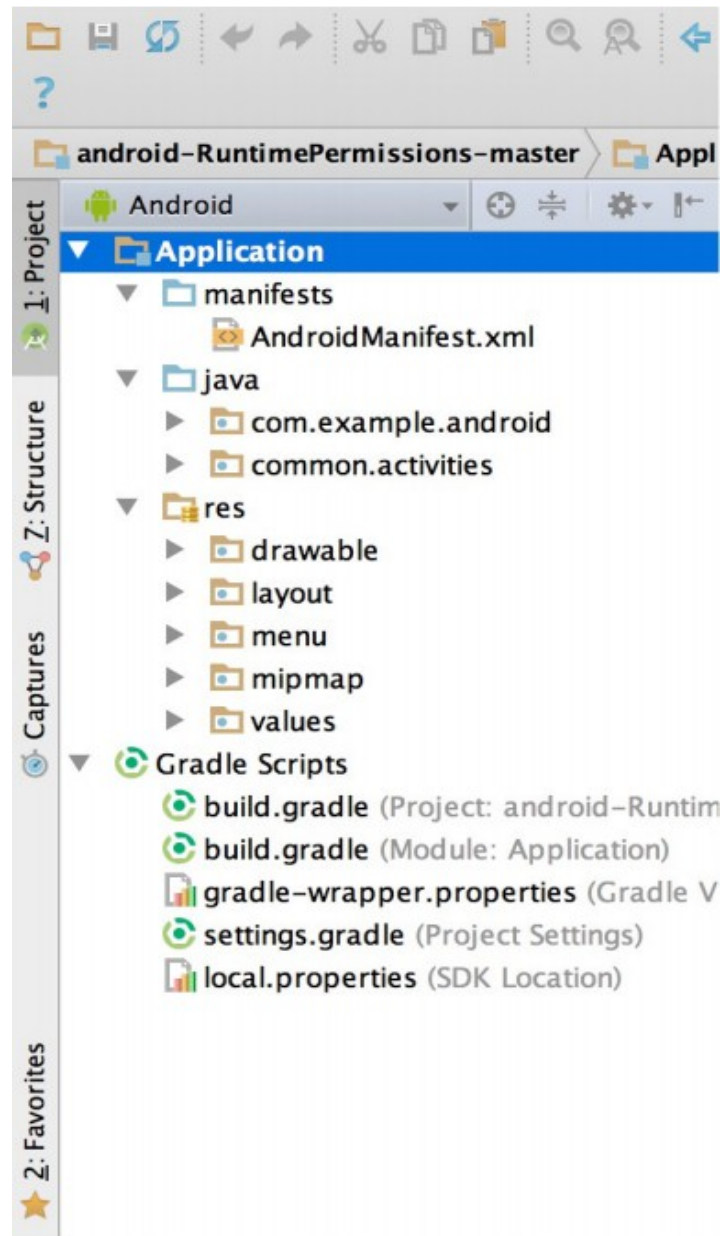 ?
android-RuntimePermissions-master Appl
Android
1: Project
Application
manifests
AndroidManifest.xml
java
com.example.android
common.activities
Z: Structure
res
drawable
layout
menu
mipmap
values
Captures
Gradle Scripts
build.gradle (Project: android-Runtim
build.gradle (Module: Application)
gradle-wrapper.properties (Gradle V
settings.gradle (Project Settings)
local.properties (SDK Location)
2: Favorites